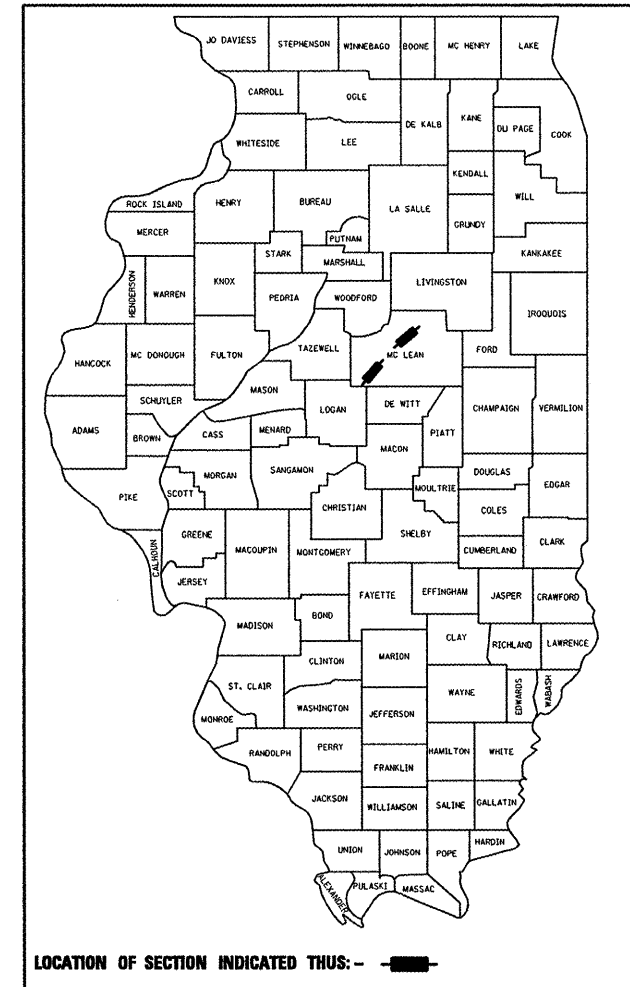 JO DAVIESS STEPHENSON WINNEBAGO BOONE MC HENRY LAKE
CARROLL OGLE DE KALB KANE DU PAGE COOK
WHITESIDE LEE KENDALL WILL
ROCK ISLAND HENRY BUREAU LA SALLE GRUNDY
MERCER PUTNAM KANKAKEE
HENDERSON WARREN KNOX STARK MARSHALL LIVINGSTON
PEORIA WOODFORD IROQUOIS
HANCOCK MC DONOUGH FULTON TAZEWELL MC LEAN FORD
SCHUYLER MASON LOGAN DE WITT CHAMPAIGN VERMILION
ADAMS BROWN CASS MENARD MACON PIATT
PIKE SCOTT MORGAN SANGAMON CHRISTIAN MOULTRIE DOUGLAS EDGAR
COLES
CALHOUN GREENE MACOUPIN MONTGOMERY SHELBY CUMBERLAND CLARK
JERSEY FAYETTE EFFINGHAM JASPER CRAWFORD
MADISON BOND
CLINTON MARION CLAY RICHLAND LAWRENCE
ST. CLAIR WASHINGTON JEFFERSON WAYNE EDWARDS WABASH
MONROE
RANDOLPH PERRY FRANKLIN HAMILTON WHITE
JACKSON WILLIAMSON SALINE GALLATIN
UNION JOHNSON POPE HARDIN
ALEXANDER PULASKI MASSAC
LOCATION OF SECTION INDICATED THUS:-